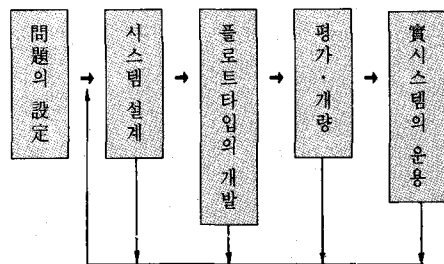 問題의 設定
시스템 설계
플로트타입의 개발
평가·개량
實시스템의 운용